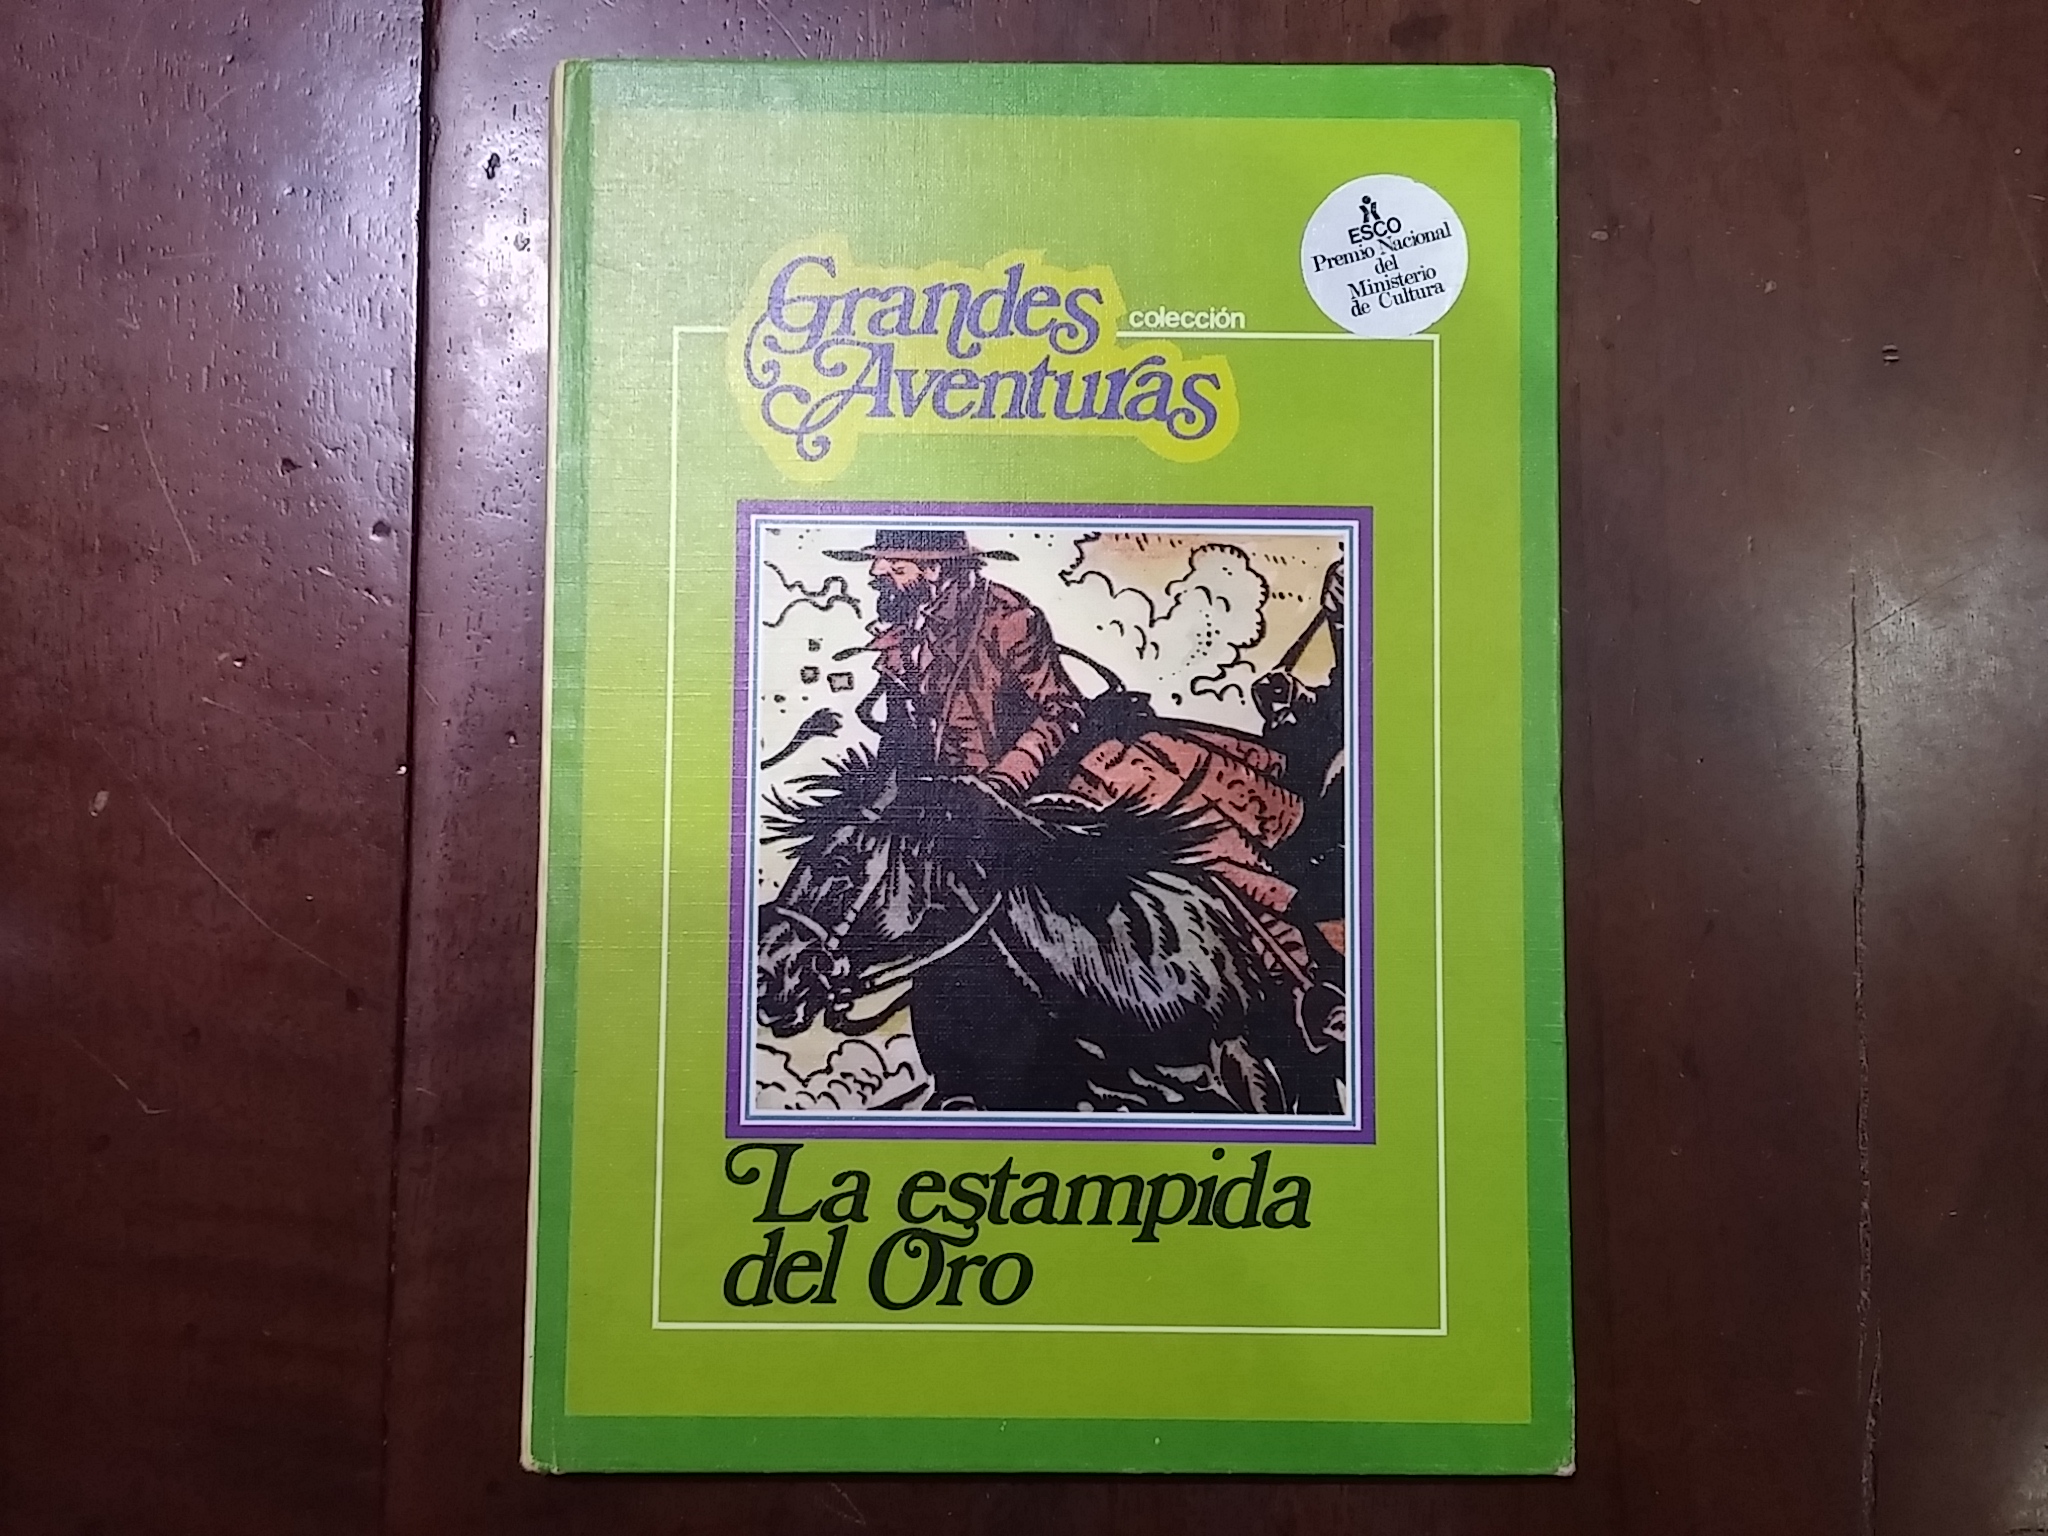 ESCO
Premio Nacional
del
Ministerio
de Cultura
Grandes
colección
Aventuras
La estampida
del Oro